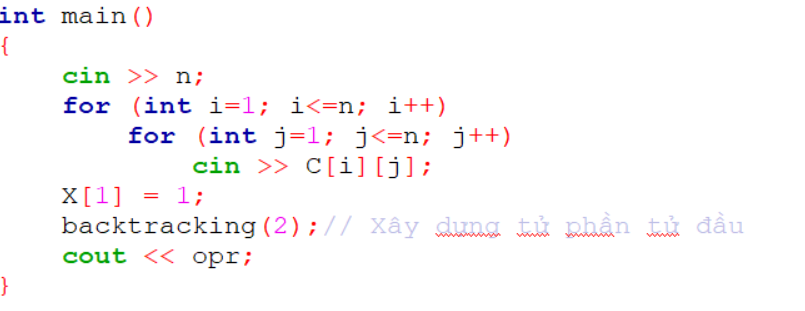 int main()
{
cin >> n;
for (int i=1; i<=n; i++)
for (int j=1; j<=n; j++)
cin >> C[i][j];
X[1] = 1;
backtracking(2);// Xây dựng tử phần tử đầu
cout << opr;
}